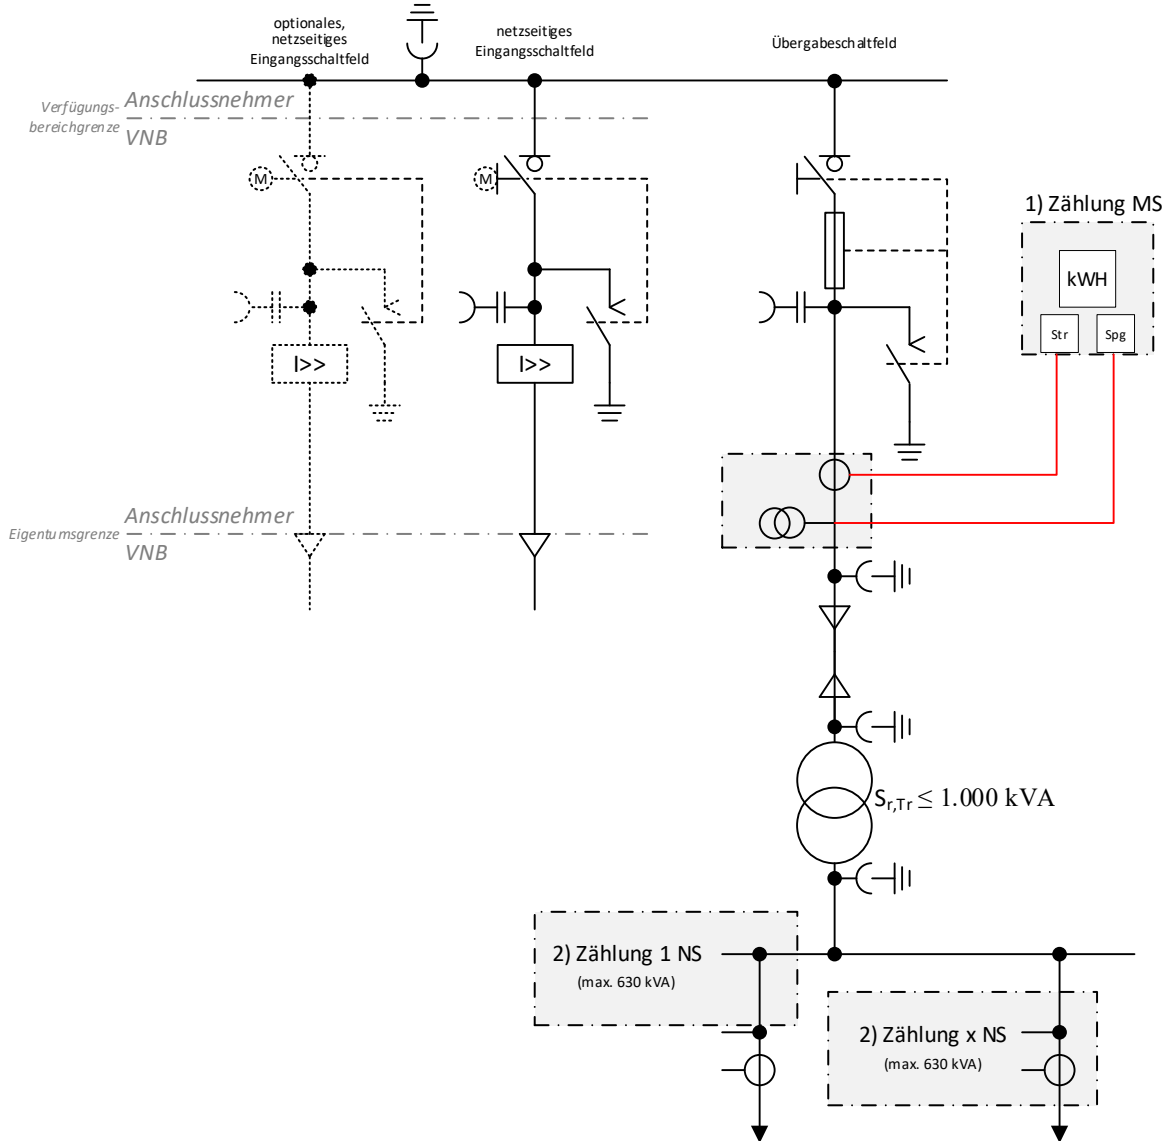 optionales,
netzseitiges
Eingangsschaltfeld
netzseitiges
Eingangsschaltfeld
Übergabeschaltfeld
Verfügungs-
bereichgrenze
Anschlussnehmer
VNB
M
M
1) Zählung MS
kWH
Str
Spg
I>>
I>>
Eigentumsgrenze
Anschlussnehmer
VNB
Sr,Tr ≤ 1.000 kVA
2) Zählung 1 NS
(max. 630 kVA)
2) Zählung x NS
(max. 630 kVA)